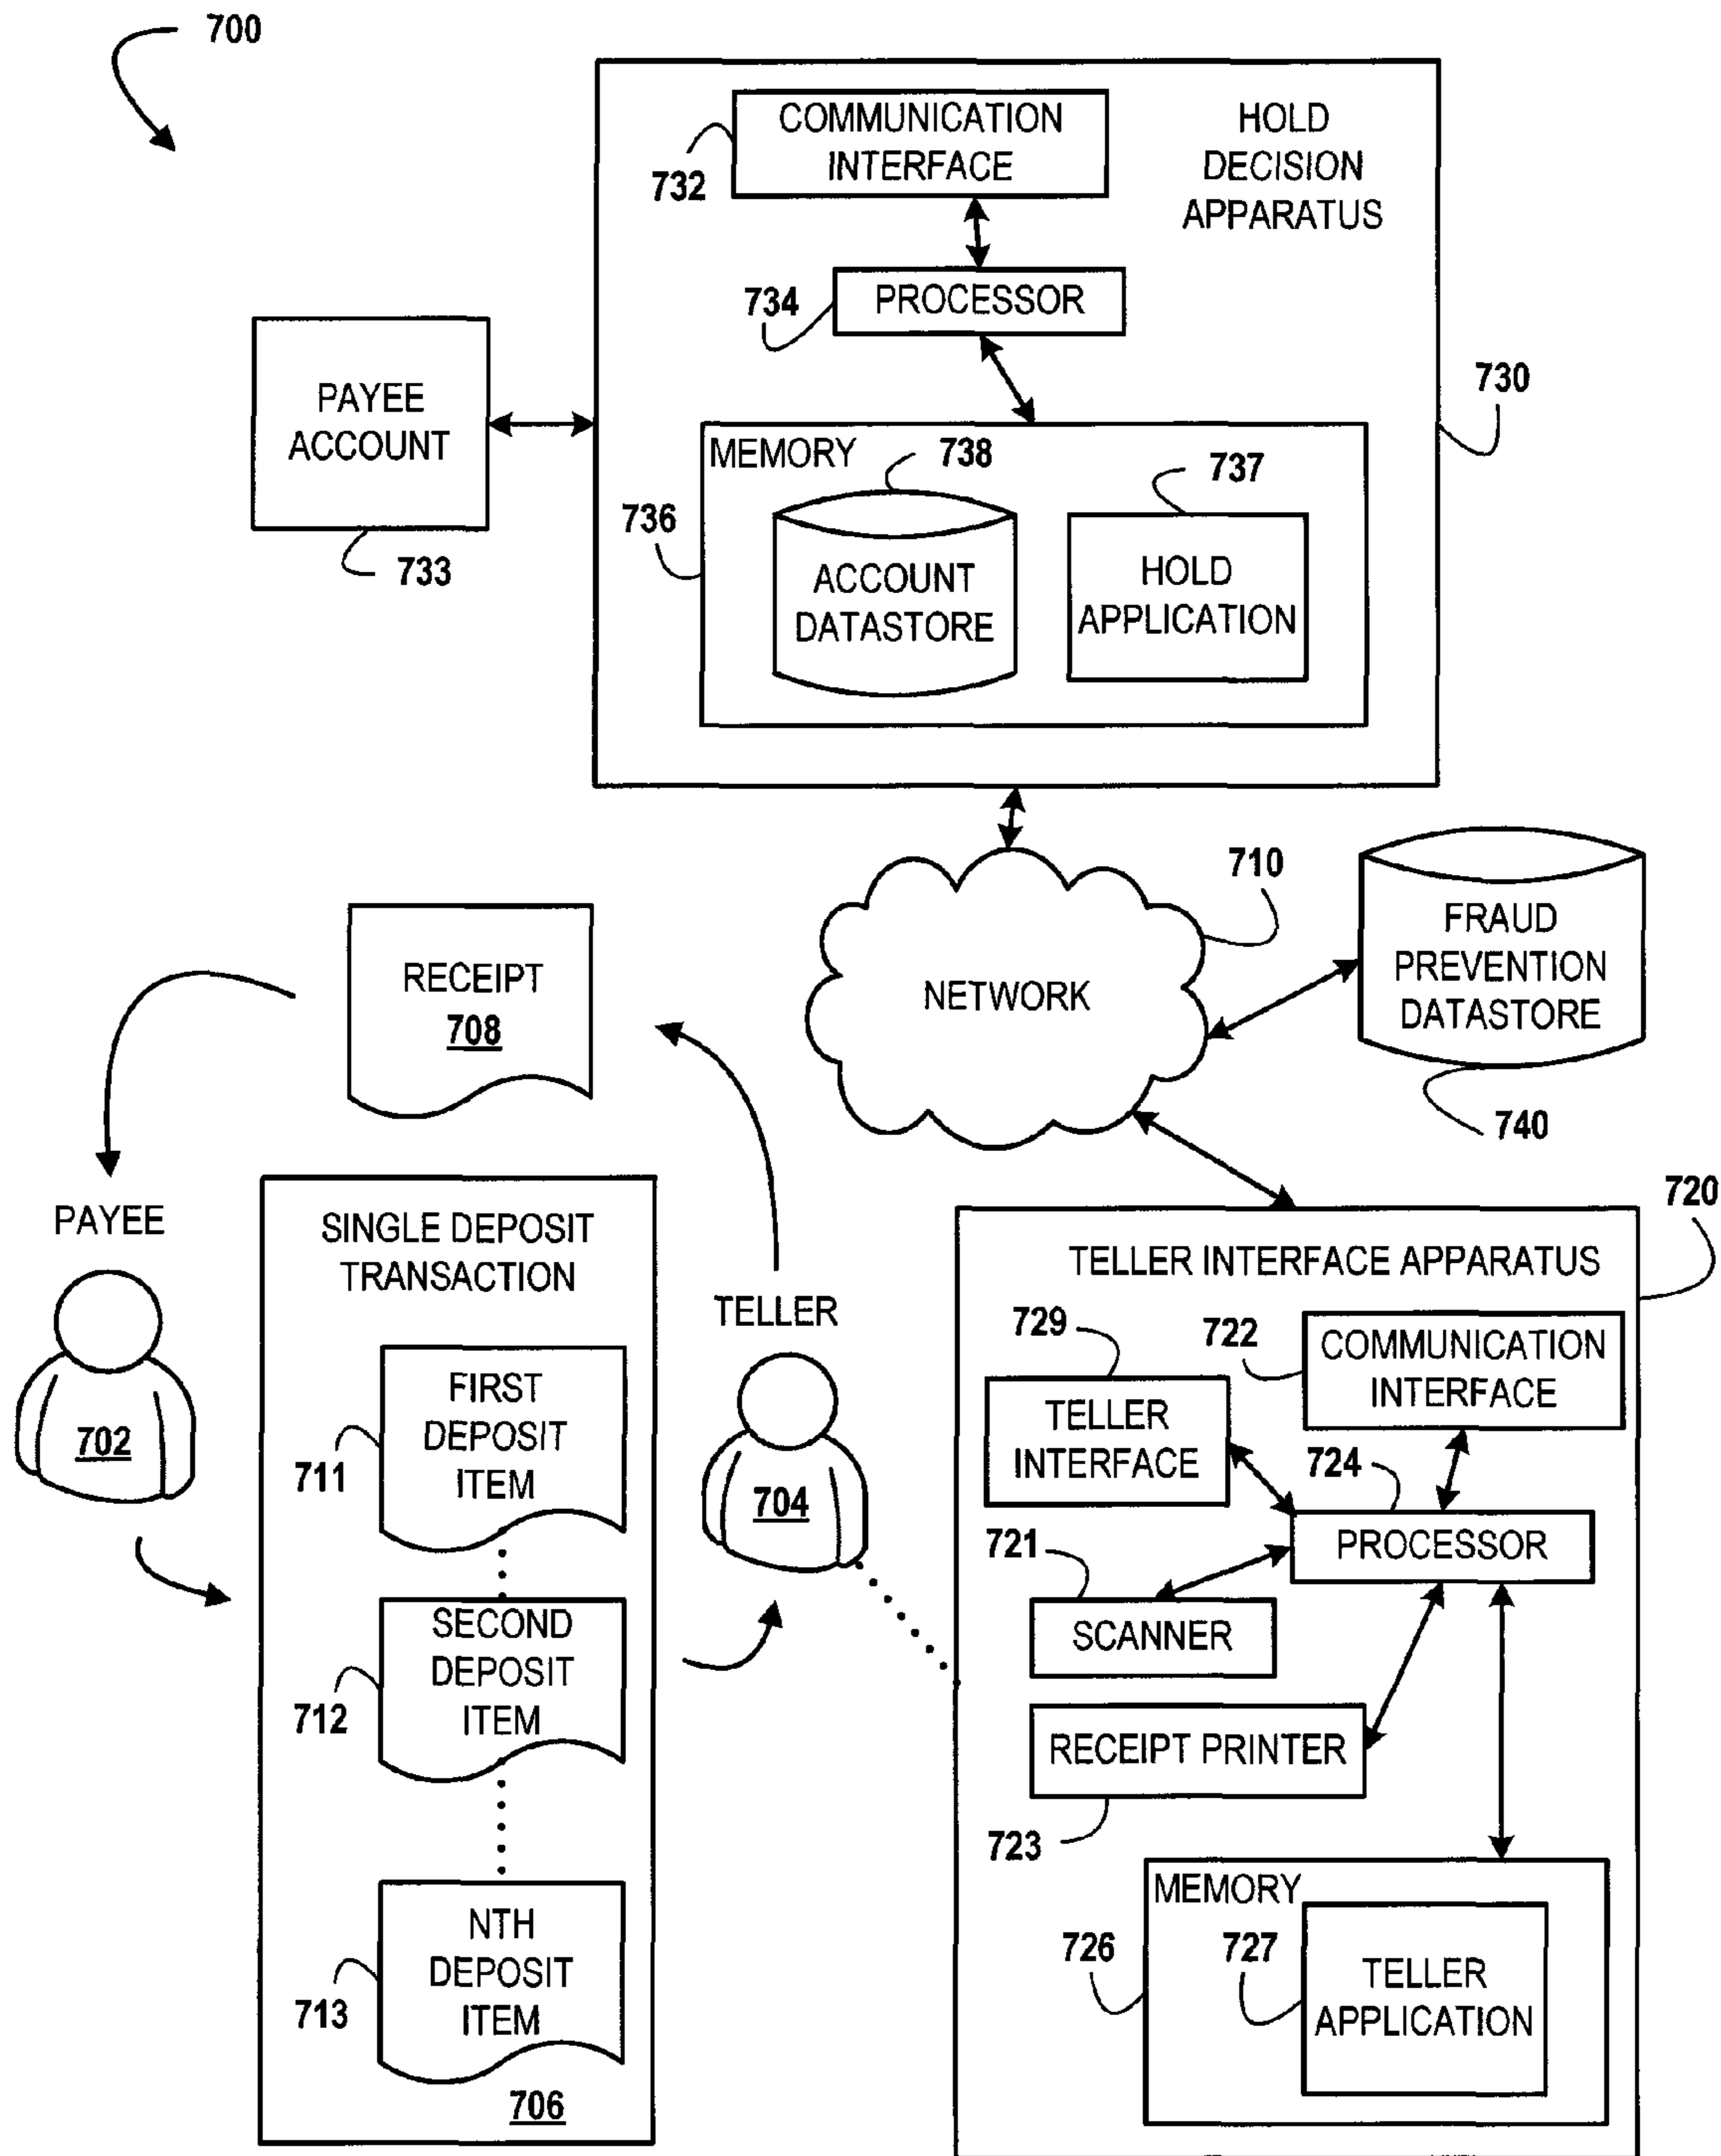 700
COMMUNICATION
INTERFACE
732
HOLD
DECISION
APPARATUS
734
PROCESSOR
730
PAYEE
ACCOUNT
733
MEMORY
738
737
736
ACCOUNT
DATASTORE
HOLD
APPLICATION
710
NETWORK
FRAUD
PREVENTION
DATASTORE
740
RECEIPT
708
PAYEE
702
SINGLE DEPOSIT
TRANSACTION
FIRST
DEPOSIT
ITEM
711
SECOND
DEPOSIT
ITEM
712
NTH
DEPOSIT
ITEM
713
706
TELLER
704
720
TELLER INTERFACE APPARATUS
729
722
COMMUNICATION
INTERFACE
TELLER
INTERFACE
724
PROCESSOR
721
SCANNER
RECEIPT PRINTER
723
MEMORY
726
727
TELLER
APPLICATION